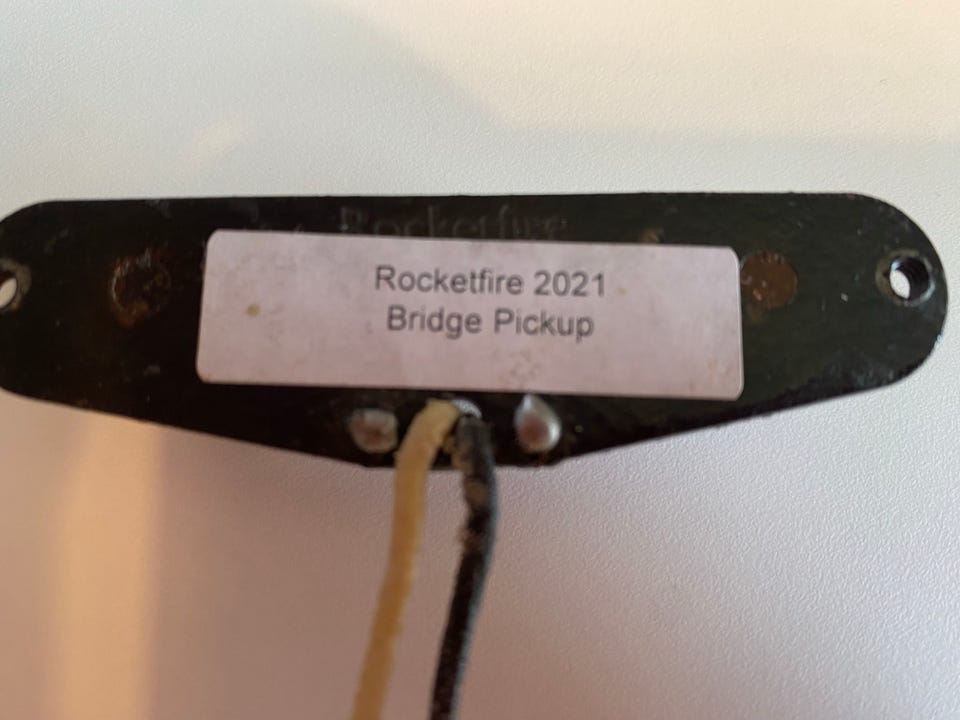 Rocketfire
Rocketfire 2021
Bridge Pickup